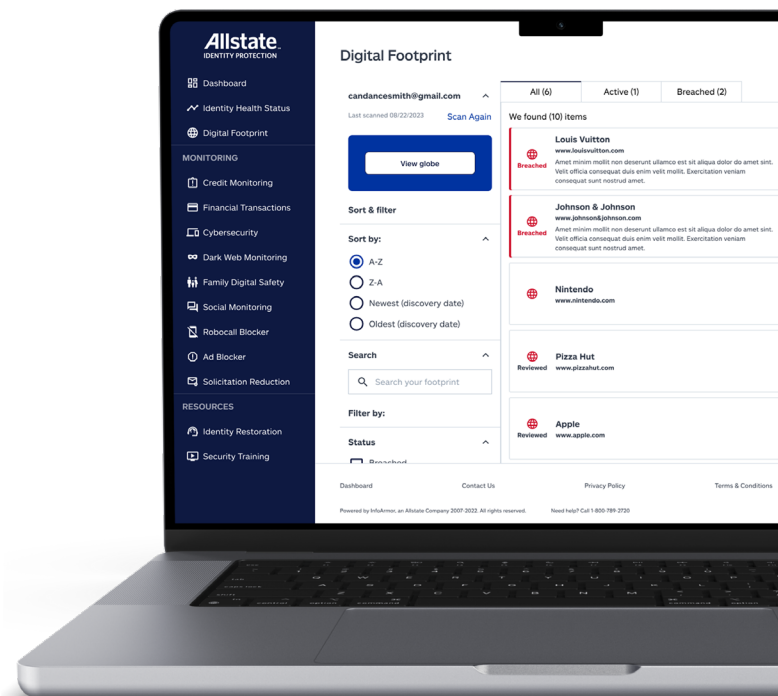 Allstate
IDENTITY PROTECTION
Dashboard
Identity Health Status
Digital Footprint
MONITORING
Credit Monitoring
Financial Transactions
Cybersecurity
Dark Web Monitoring
Family Digital Safety
Social Monitoring
Robocall Blocker
Ad Blocker
Solicitation Reduction
RESOURCES
Identity Restoration
Security Training
Digital Footprint
candancesmith@gmail.com
Last scanned 08/22/2023
Scan Again
View globe
Sort & filter
Sort by:
A-Z
Z-A
Newest (discovery date)
Oldest (discovery date)
Search
Search your footprint
Filter by:
Status
Breached
All (6)
Active (1)
Breached (2)
We found (10) items
Breached
Louis Vuitton
www.louisvuitton.com
Amet minim mollit non deserunt ullamco est sit aliqua dolor do amet sint.
Velit officia consequat duis enim velit mollit. Exercitation veniam
consequat sunt nostrud amet.
Breached
Johnson & Johnson
www.johnson&johnson.com
Amet minim mollit non deserunt ullamco est sit aliqua dolor do amet sint.
Velit officia consequat duis enim velit mollit. Exercitation veniam
consequat sunt nostrud amet.
Nintendo
www.nintendo.com
Reviewed
Pizza Hut
www.pizzahut.com
Reviewed
Apple
www.apple.com
Dashboard
Contact Us
Privacy Policy
Terms & Conditions
Powered by InfoArmor, an Allstate Company 2007-2022. All rights reserved.
Need help? Call 1-800-789-2720
control
option
command
command
option